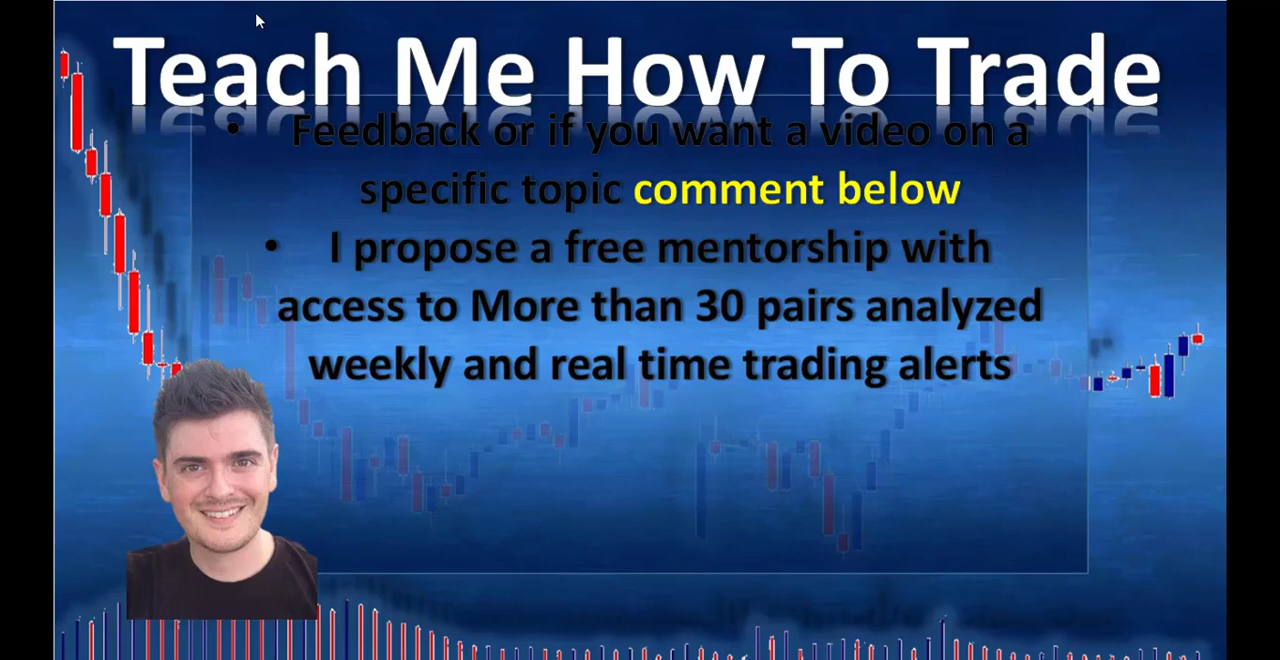 Teach Me How To Trade
• Feedback or if you want a video on a
specific topic comment below
• I propose a free mentorship with
access to More than 30 pairs analyzed
weekly and real time trading alerts